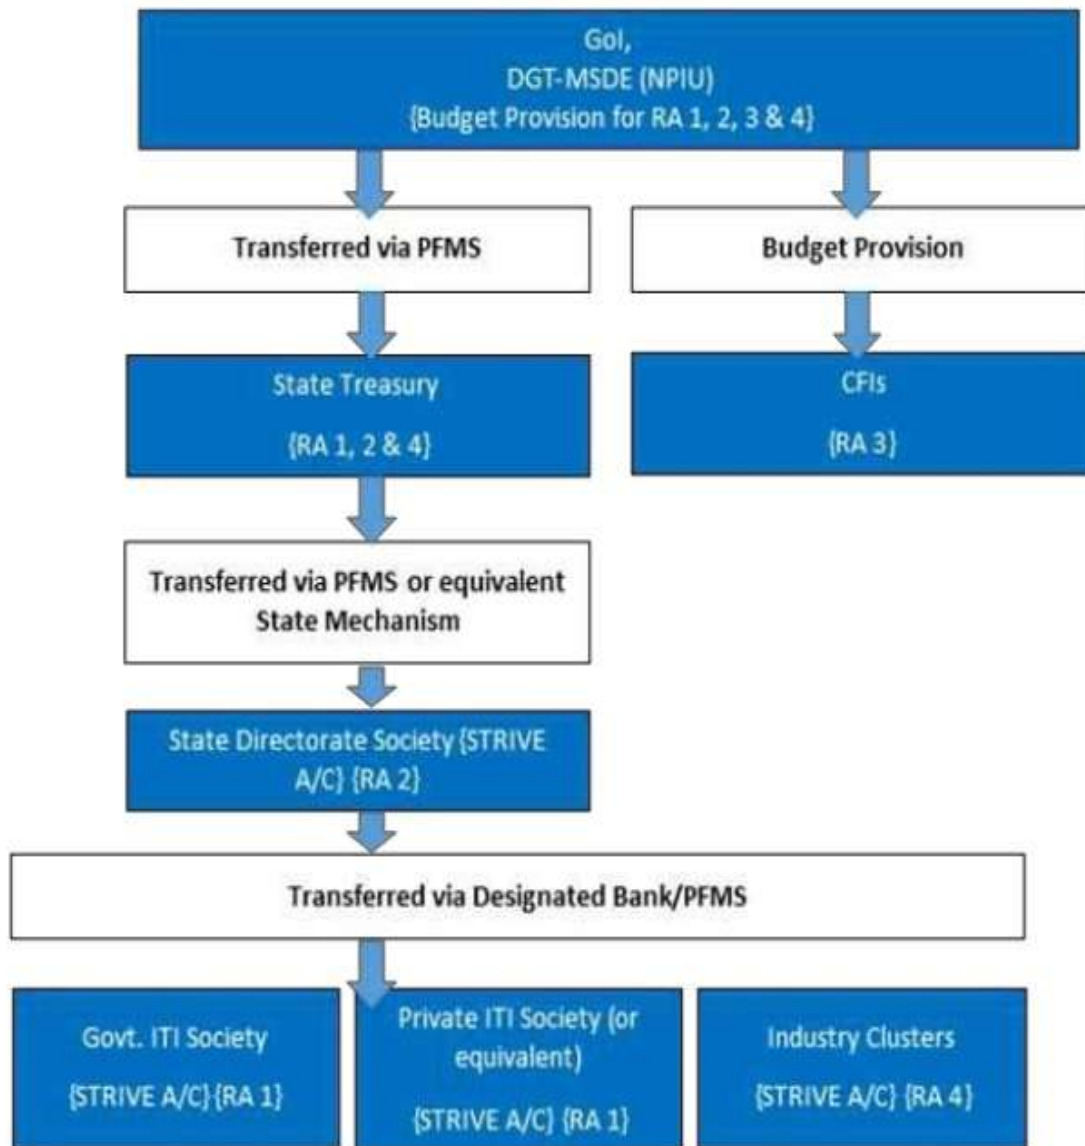 GoI,
DGT-MSDE (NPIU)
{Budget Provision for RA 1, 2, 3 & 4}
Transferred via PFMS
Budget Provision
State Treasury
{RA 1, 2 & 4}
CFIs
{RA 3}
Transferred via PFMS or equivalent
State Mechanism
State Directorate Society {STRIVE
A/C} {RA 2}
Transferred via Designated Bank/PFMS
Govt. ITI Society
{STRIVE A/C} {RA 1}
Private ITI Society (or
equivalent)
{STRIVE A/C} {RA 1}
Industry Clusters
{STRIVE A/C} {RA 4}